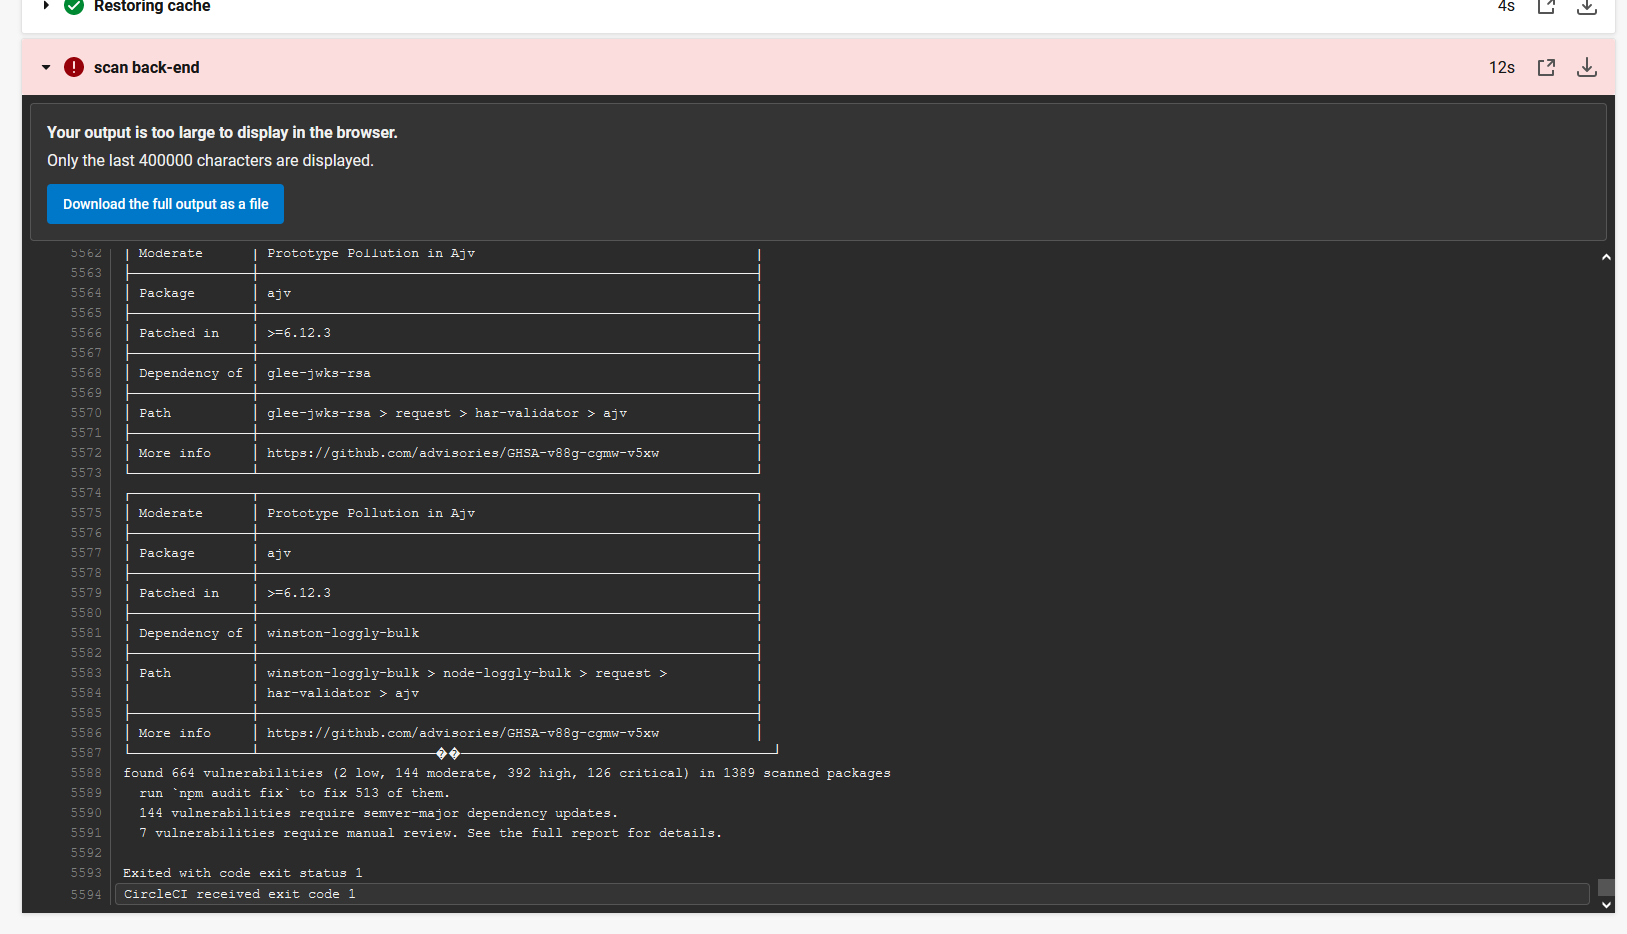 Restoring cache 4s
scan back-end 12s
Your output is too large to display in the browser.
Only the last 400000 characters are displayed.
Download the full output as a file
5562 | Moderate | Prototype Pollution in Ajv |
5563
5564 | Package | ajv |
5565
5566 | Patched in | >=6.12.3 |
5567
5568 | Dependency of | glee-jwks-rsa |
5569
5570 | Path | glee-jwks-rsa > request > har-validator > ajv |
5571
5572 | More info | https://github.com/advisories/GHSA-v88g-cgmw-v5xw |
5573
5574
5575 | Moderate | Prototype Pollution in Ajv |
5576
5577 | Package | ajv |
5578
5579 | Patched in | >=6.12.3 |
5580
5581 | Dependency of | winston-loggly-bulk |
5582
5583 | Path | winston-loggly-bulk > node-loggly-bulk > request > |
5584 | | har-validator > ajv |
5585
5586 | More info | https://github.com/advisories/GHSA-v88g-cgmw-v5xw |
5587 ��
5588 found 664 vulnerabilities (2 low, 144 moderate, 392 high, 126 critical) in 1389 scanned packages
5589 run `npm audit fix` to fix 513 of them.
5590 144 vulnerabilities require semver-major dependency updates.
5591 7 vulnerabilities require manual review. See the full report for details.
5592
5593 Exited with code exit status 1
5594 CircleCI received exit code 1